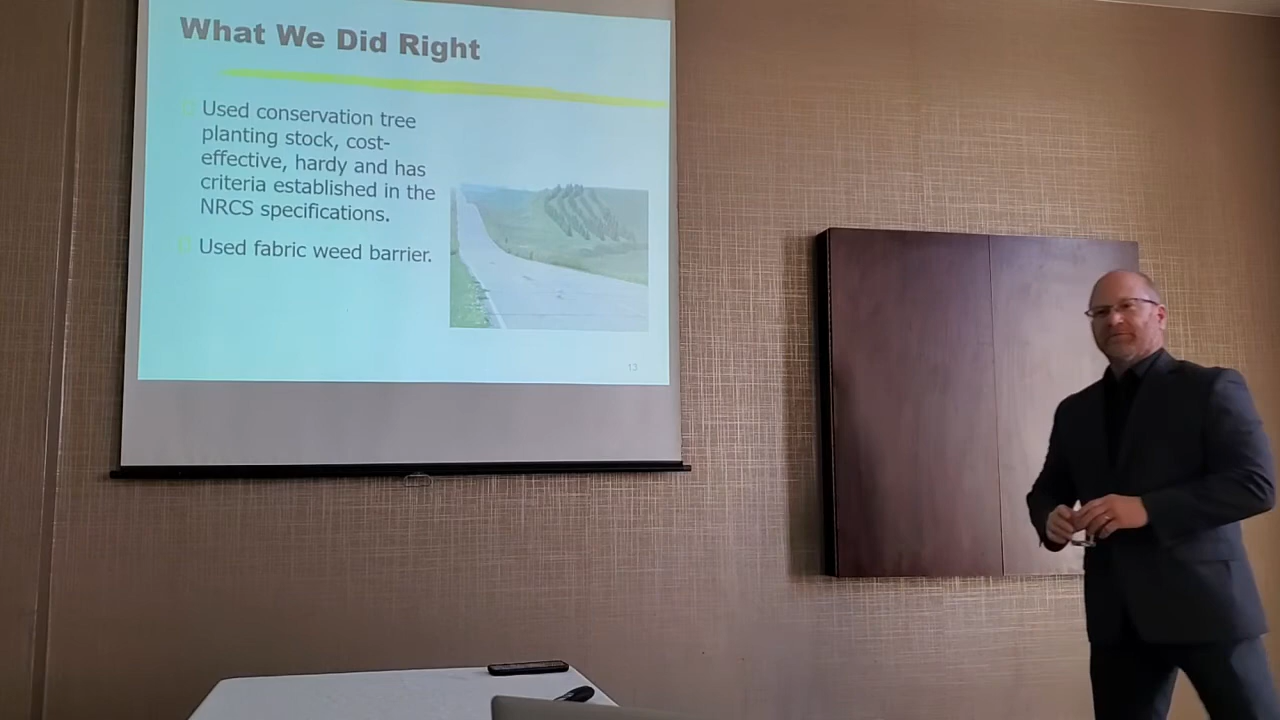 What We Did Right
Used conservation tree
planting stock, cost-
effective, hardy and has
criteria established in the
NRCS specifications.
Used fabric weed barrier.
13